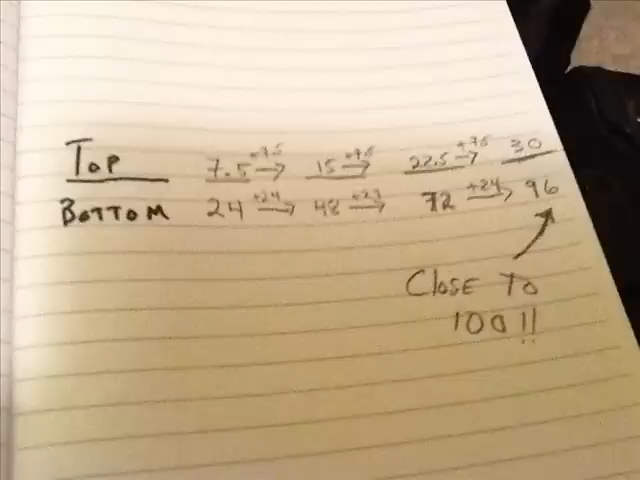 TOP 7.5 +7.5→ 15 +7.5→ 22.5 +7.5→ 30
BOTTOM 24 +24→ 48 +24→ 72 +24→ 96
CLOSE TO
100!!